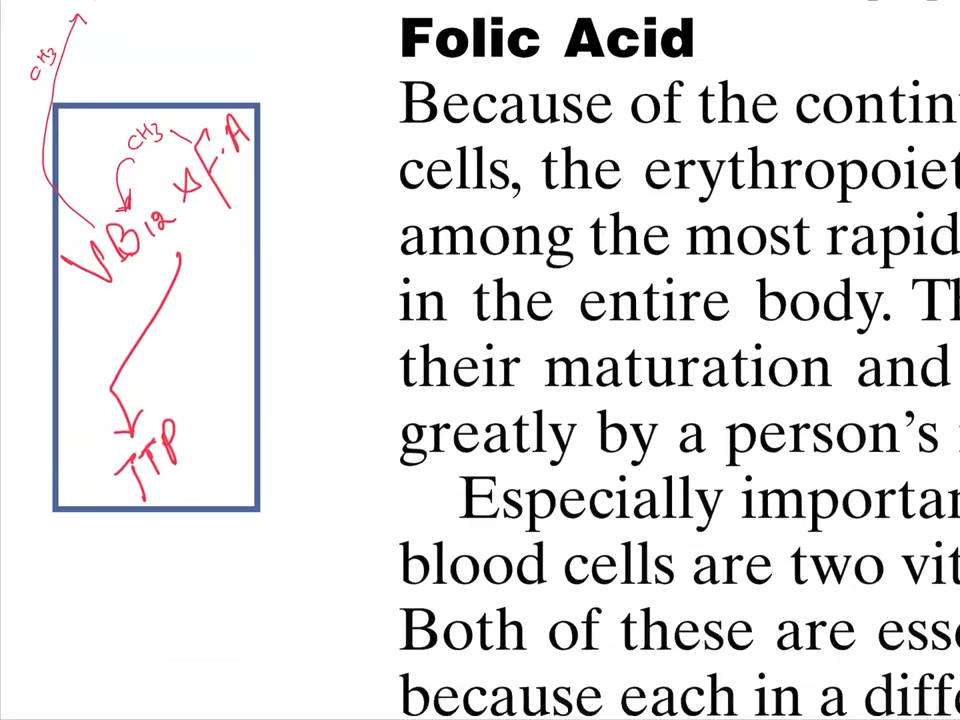 Folic Acid
Because of the contin
cells, the erythropoiet
among the most rapid
in the entire body. Th
their maturation and
greatly by a person’s
Especially importan
blood cells are two vit
Both of these are esse
because each in a diffe
CH3
CH3
F.A
VB12
TTP